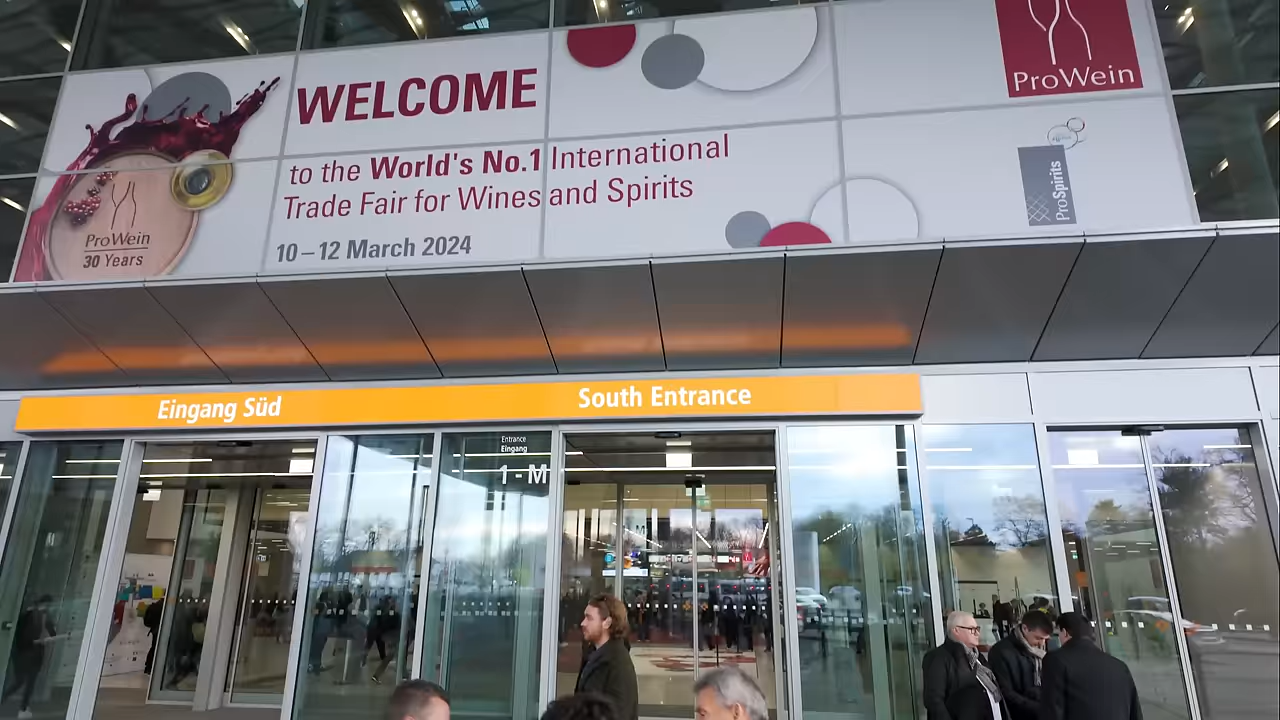 WELCOME
to the World's No.1 International
Trade Fair for Wines and Spirits
10 – 12 March 2024
ProWein
30 Years
ProWein
ProSpirits
Eingang Süd
South Entrance
Entrance
Eingang
1 - M